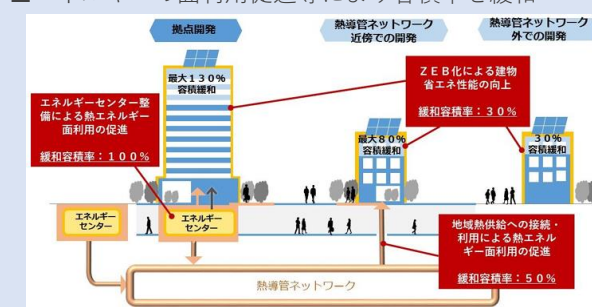 拠点開発
熱導管ネットワーク
近傍での開発
熱導管ネットワーク
外での開発
最大130%
容積緩和
ZEB化による建物
省エネ性能の向上
緩和容積率:30%
エネルギーセンター整
備による熱エネルギー
面利用の促進
緩和容積率:100%
最大80%
容積緩和
30%
容積緩和
エネルギー
センター
エネルギー
センター
地域熱供給への接続・
利用による熱エネル
ギー面利用の促進
緩和容積率:50%
熱導管ネットワーク